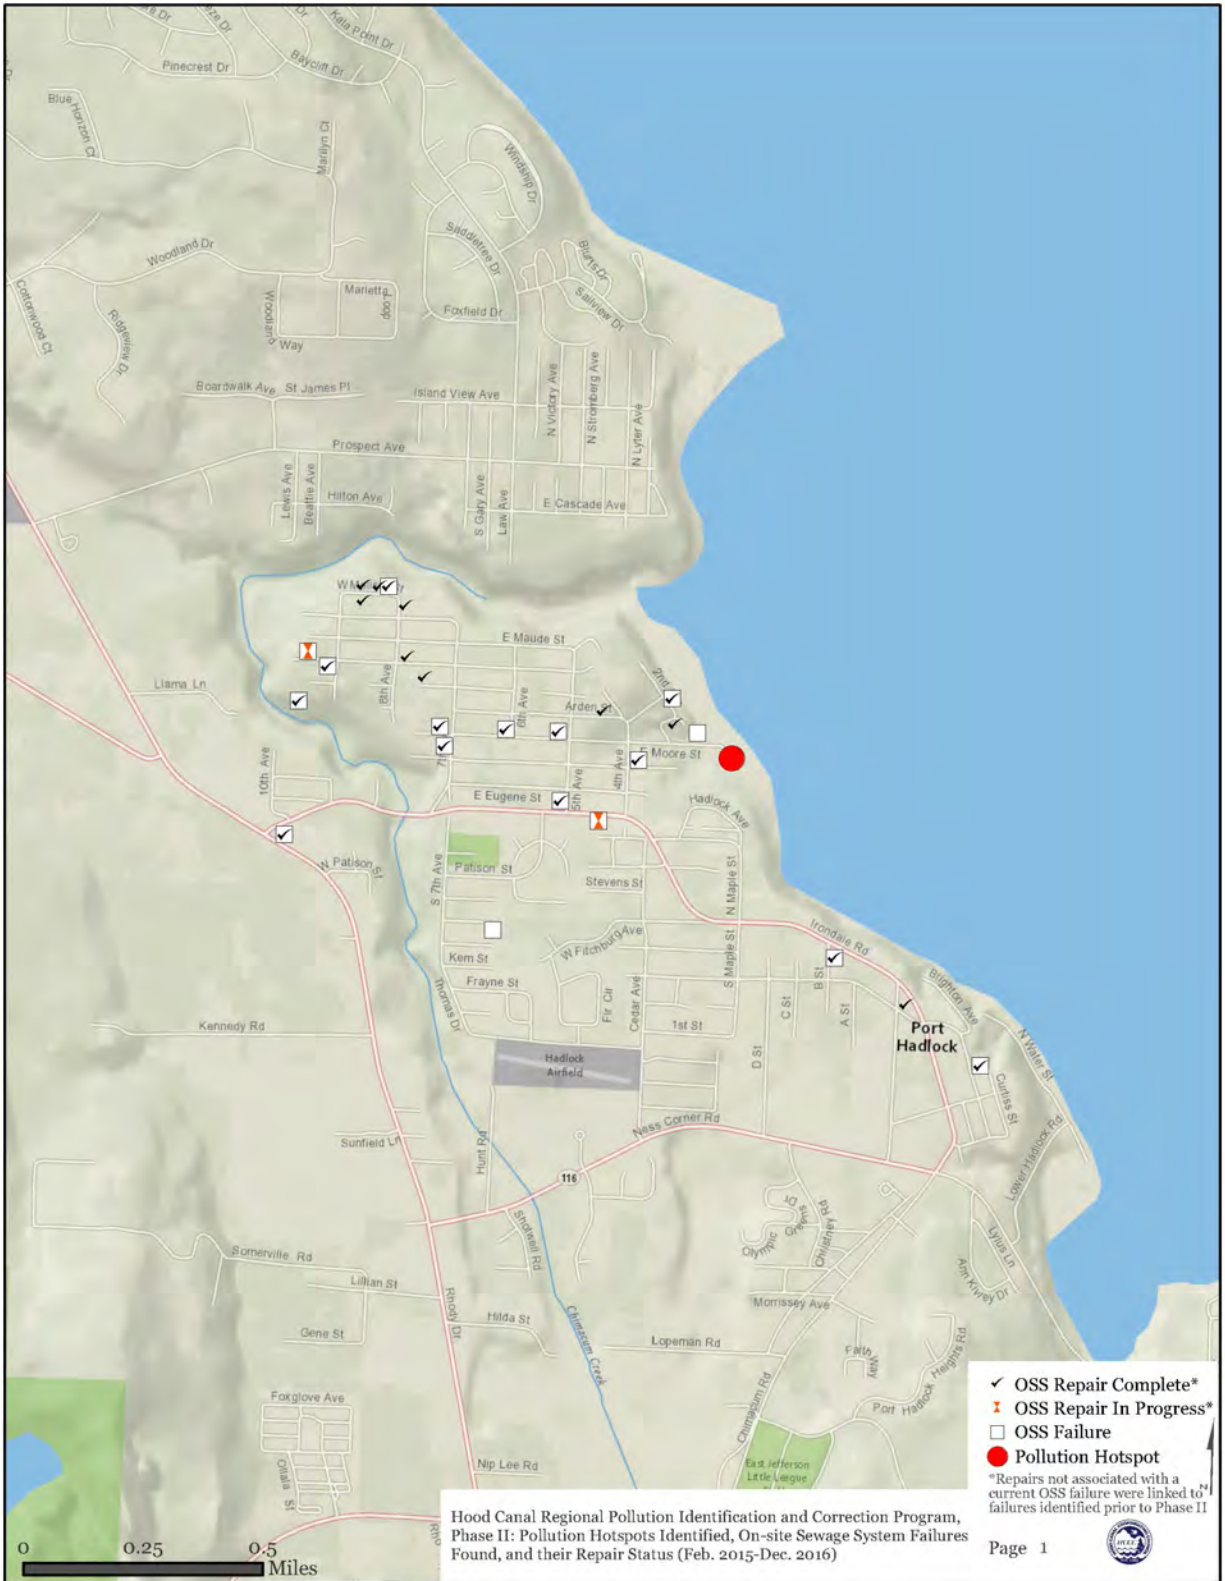 Kala Point Dr
Pinecrest Dr
Baycliff Dr
Blue
Horizon Ct
Marilyn Ct
Windship Dr
Saddletree Dr
Woodland Dr
Blurts Dr
Sailview Dr
Cottonwood Ct
Ridgeview Dr
Marietta
Loop
Woodland
Way
Foxfield Dr
Boardwalk Ave
St James Pl
Island View Ave
N Victory Ave
N Stromberg Ave
N Lyter Ave
Prospect Ave
Lewis Ave
Beattie Ave
Hilton Ave
S Gary Ave
Law Ave
E Cascade Ave
E Maude St
Llama Ln
8th Ave
6th Ave
Arden St
2nd
E Moore St
4th Ave
5th Ave
10th Ave
E Eugene St
Hadlock Ave
N Patison St
S 7th Ave
Patison St
Stevens St
N Maple St
W Fitchburg Ave
Irondale Rd
Kem St
Frayne St
Thomas Dr
Fir Cir
Cedar Ave
S Maple St
B St
C St
A St
D St
1st St
Brighton Ave
N Water St
Kennedy Rd
Port
Hadlock
Hadlock
Airfield
Curtiss St
Ness Corner Rd
Lower Hadlock Rd
Sunfield Ln
Hunt Rd
116
Shotwell Rd
Olympic Greens Dr
Christney Rd
Lylus Ln
Ann Kivrey Dr
Somerville Rd
Lillian St
Gene St
Rhody Dr
Hilda St
Chimacum Creek
Morrissey Ave
Lopeman Rd
Faith Way
Port Hadlock Heights Rd
Chimacum Rd
Foxglove Ave
Nip Lee Rd
East Jefferson
Little League
OSS Repair Complete*
OSS Repair In Progress*
OSS Failure
Pollution Hotspot
*Repairs not associated with a
current OSS failure were linked to
failures identified prior to Phase II
N
Page 1
Hood Canal Regional Pollution Identification and Correction Program,
Phase II: Pollution Hotspots Identified, On-site Sewage System Failures
Found, and their Repair Status (Feb. 2015-Dec. 2016)
0 0.25 0.5
Miles